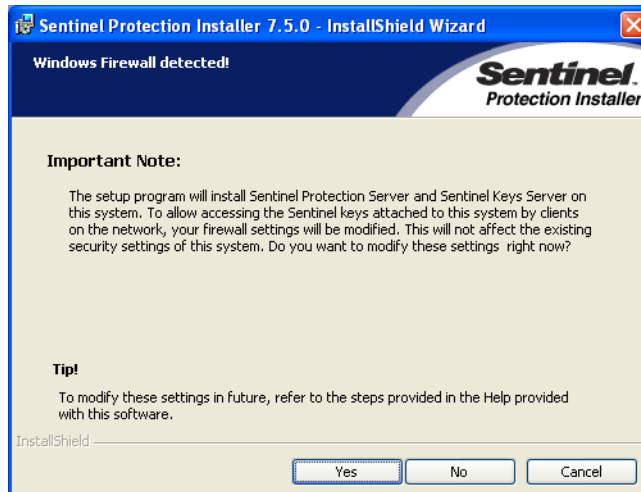 Sentinel Protection Installer 7.5.0 - InstallShield Wizard
Windows Firewall detected!
Sentinel.
Protection Installer
Important Note:
The setup program will install Sentinel Protection Server and Sentinel Keys Server on
this system. To allow accessing the Sentinel keys attached to this system by clients
on the network, your firewall settings will be modified. This will not affect the existing
security settings of this system. Do you want to modify these settings  right now?
Tip!
To modify these settings in future, refer to the steps provided in the Help provided
with this software.
InstallShield
Yes
No
Cancel